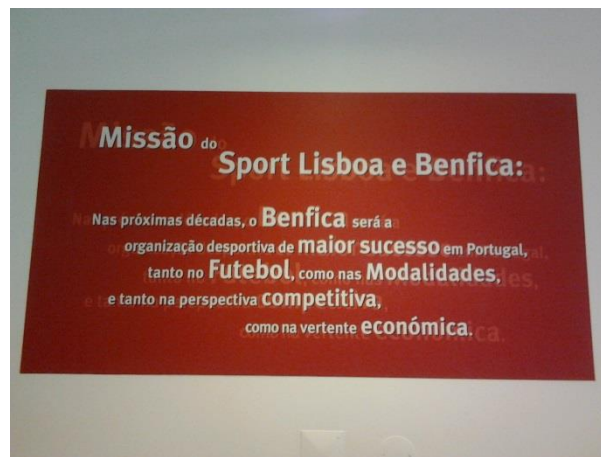 Missão do
Sport Lisboa e Benfica:
Nas próximas décadas, o Benfica será a
organização desportiva de maior sucesso em Portugal,
tanto no Futebol, como nas Modalidades,
e tanto na perspectiva competitiva,
como na vertente económica.